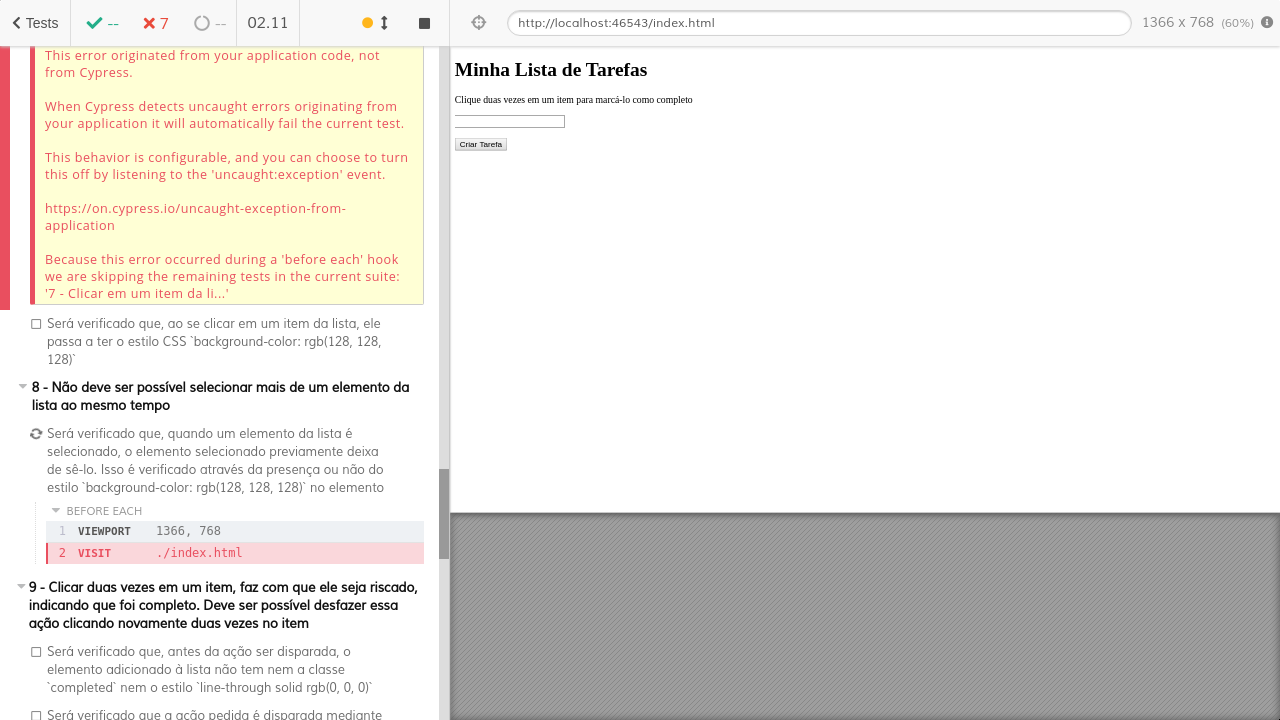 Tests
--
7
--
02.11
http://localhost:46543/index.html
1366 x 768 (60%)
This error originated from your application code, not
from Cypress.
When Cypress detects uncaught errors originating from
your application it will automatically fail the current test.
This behavior is configurable, and you can choose to turn
this off by listening to the 'uncaught:exception' event.
https://on.cypress.io/uncaught-exception-from-
application
Because this error occurred during a 'before each' hook
we are skipping the remaining tests in the current suite:
'7 - Clicar em um item da li...'
Será verificado que, ao se clicar em um item da lista, ele
passa a ter o estilo CSS `background-color: rgb(128, 128,
128)`
8 - Não deve ser possível selecionar mais de um elemento da
lista ao mesmo tempo
Será verificado que, quando um elemento da lista é
selecionado, o elemento selecionado previamente deixa
de sê-lo. Isso é verificado através da presença ou não do
estilo `background-color: rgb(128, 128, 128)` no elemento
BEFORE EACH
1 VIEWPORT 1366, 768
2 VISIT ./index.html
9 - Clicar duas vezes em um item, faz com que ele seja riscado,
indicando que foi completo. Deve ser possível desfazer essa
ação clicando novamente duas vezes no item
Será verificado que, antes da ação ser disparada, o
elemento adicionado à lista não tem nem a classe
`completed` nem o estilo `line-through solid rgb(0, 0, 0)`
Será verificado que a ação pedida é disparada mediante
Minha Lista de Tarefas
Clique duas vezes em um item para marcá-lo como completo
Criar Tarefa